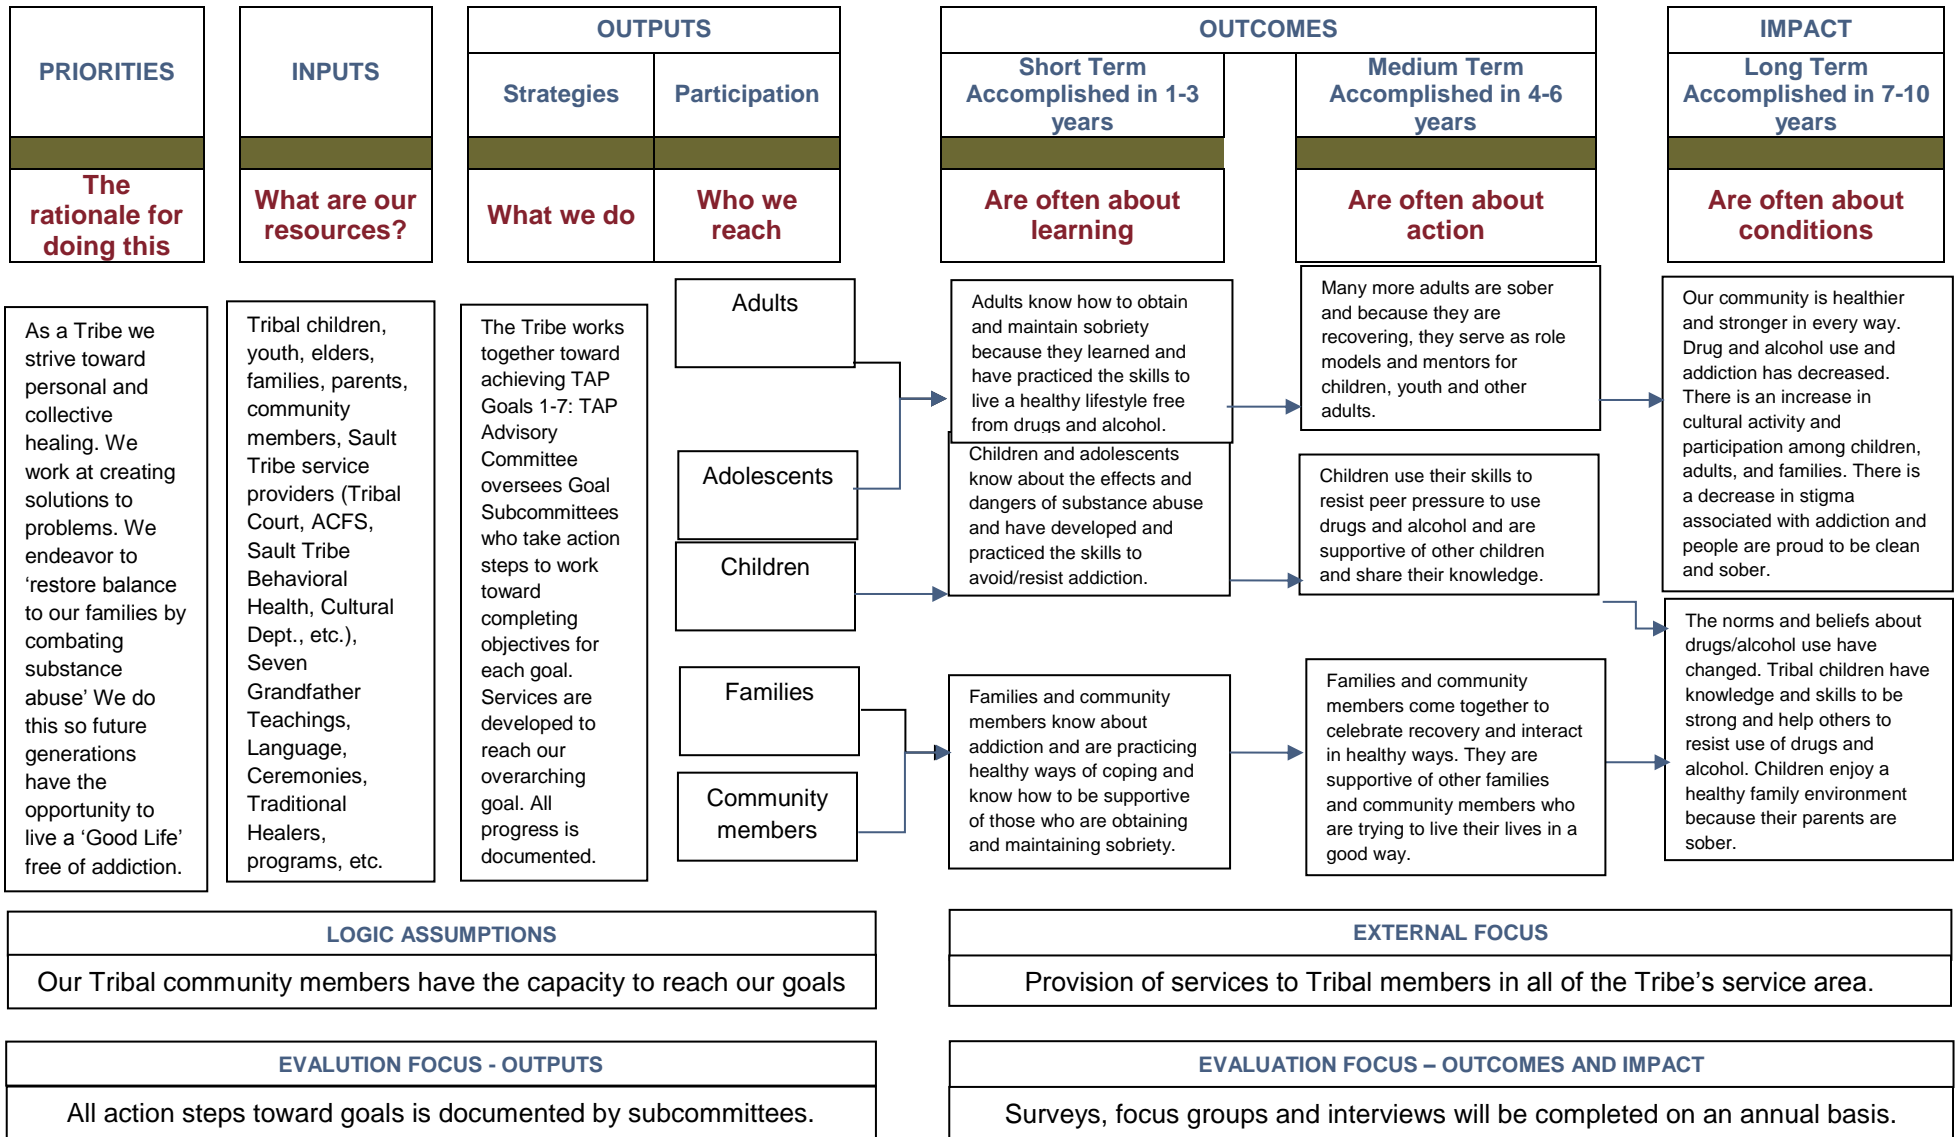 PRIORITIES
INPUTS
OUTPUTS
Strategies
Participation
OUTCOMES
Short Term
Accomplished in 1-3
years
Medium Term
Accomplished in 4-6
years
IMPACT
Long Term
Accomplished in 7-10
years
The
rationale for
doing this
What are our
resources?
What we do
Who we
reach
Are often about
learning
Are often about
action
Are often about
conditions
As a Tribe we
strive toward
personal and
collective
healing. We
work at creating
solutions to
problems. We
endeavor to
‘restore balance
to our families by
combating
substance
abuse’ We do
this so future
generations
have the
opportunity to
live a ‘Good Life’
free of addiction.
Tribal children,
youth, elders,
families, parents,
community
members, Sault
Tribe service
providers (Tribal
Court, ACFS,
Sault Tribe
Behavioral
Health, Cultural
Dept., etc.),
Seven
Grandfather
Teachings,
Language,
Ceremonies,
Traditional
Healers,
programs, etc.
The Tribe works
together toward
achieving TAP
Goals 1-7: TAP
Advisory
Committee
oversees Goal
Subcommittees
who take action
steps to work
toward
completing
objectives for
each goal.
Services are
developed to
reach our
overarching
goal. All
progress is
documented.
Adults
Adolescents
Children
Families
Community
members
Adults know how to obtain
and maintain sobriety
because they learned and
have practiced the skills to
live a healthy lifestyle free
from drugs and alcohol.
Children and adolescents
know about the effects and
dangers of substance abuse
and have developed and
practiced the skills to
avoid/resist addiction.
Families and community
members know about
addiction and are practicing
healthy ways of coping and
know how to be supportive
of those who are obtaining
and maintaining sobriety.
Many more adults are sober
and because they are
recovering, they serve as role
models and mentors for
children, youth and other
adults.
Children use their skills to
resist peer pressure to use
drugs and alcohol and are
supportive of other children
and share their knowledge.
Families and community
members come together to
celebrate recovery and interact
in healthy ways. They are
supportive of other families
and community members who
are trying to live their lives in a
good way.
Our community is healthier
and stronger in every way.
Drug and alcohol use and
addiction has decreased.
There is an increase in
cultural activity and
participation among children,
adults, and families. There is
a decrease in stigma
associated with addiction and
people are proud to be clean
and sober.
The norms and beliefs about
drugs/alcohol use have
changed. Tribal children have
knowledge and skills to be
strong and help others to
resist use of drugs and
alcohol. Children enjoy a
healthy family environment
because their parents are
sober.
LOGIC ASSUMPTIONS
Our Tribal community members have the capacity to reach our goals
EXTERNAL FOCUS
Provision of services to Tribal members in all of the Tribe’s service area.
EVALUTION FOCUS - OUTPUTS
All action steps toward goals is documented by subcommittees.
EVALUATION FOCUS – OUTCOMES AND IMPACT
Surveys, focus groups and interviews will be completed on an annual basis.